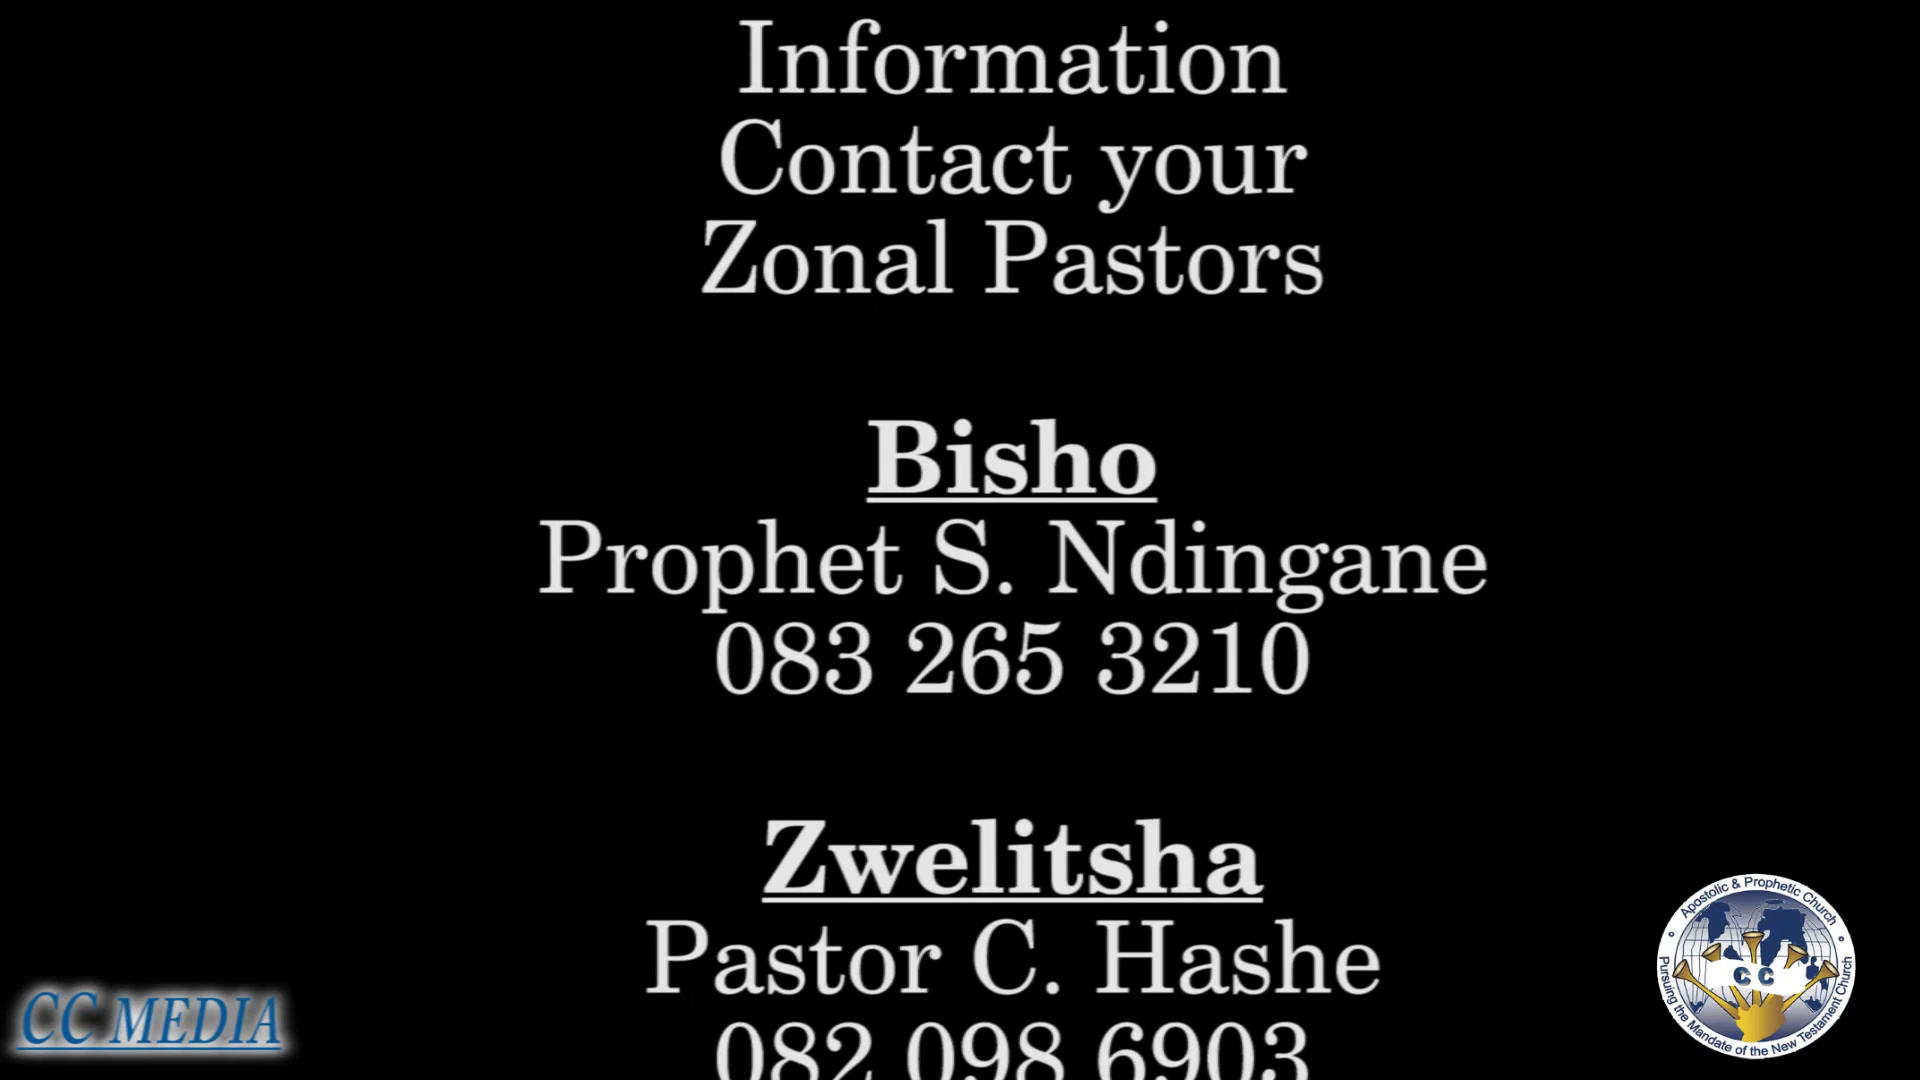 Information
Contact your
Zonal Pastors
Bisho
Prophet S. Ndingane
083 265 3210
Zwelitsha
Pastor C. Hashe
082 098 6903
CC MEDIA
Apostolic & Prophetic Church
C C
Pursuing the Mandate of the New Testament Church